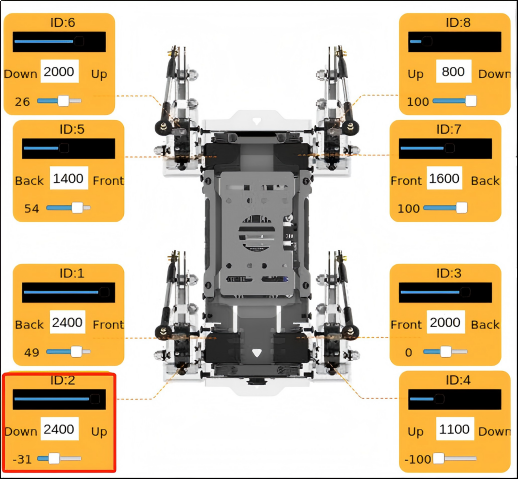 ID:6
Down 2000 Up
26
ID:8
Up 800 Down
100
ID:5
Back 1400 Front
54
ID:7
Front 1600 Back
100
ID:1
Back 2400 Front
49
ID:3
Front 2000 Back
0
ID:2
Down 2400 Up
-31
ID:4
Up 1100 Down
-100